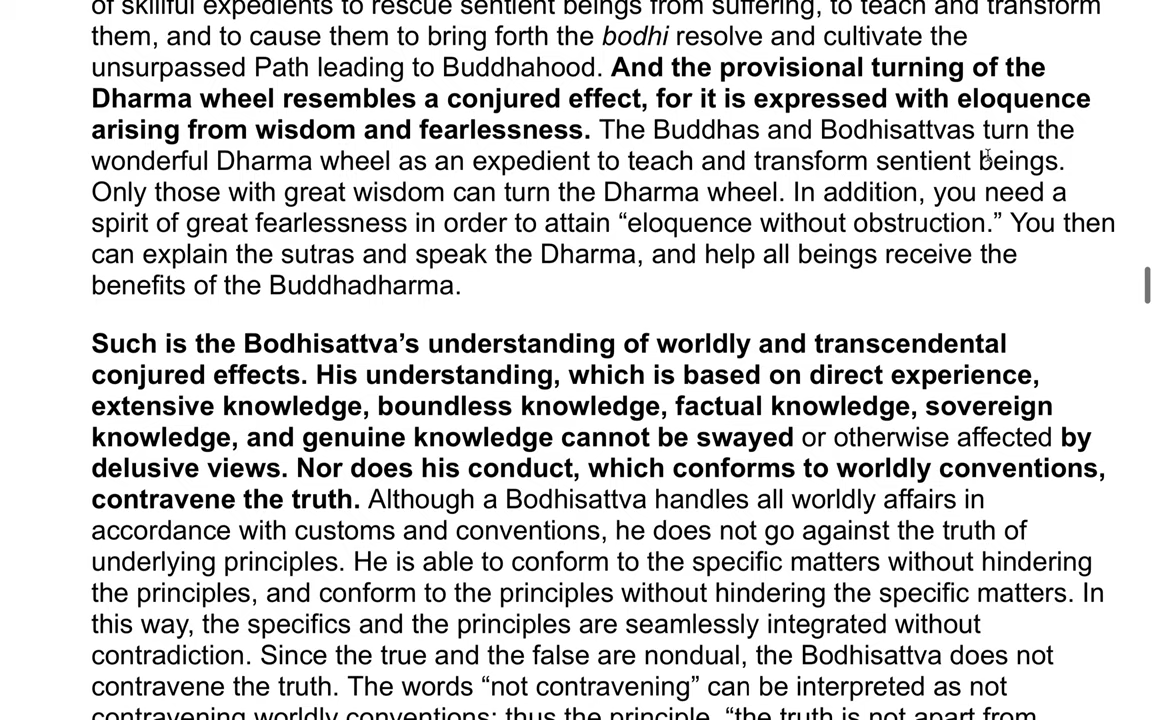 of skillful expedients to rescue sentient beings from suffering, to teach and transform
them, and to cause them to bring forth the bodhi resolve and cultivate the
unsurpassed Path leading to Buddhahood. And the provisional turning of the
Dharma wheel resembles a conjured effect, for it is expressed with eloquence
arising from wisdom and fearlessness. The Buddhas and Bodhisattvas turn the
wonderful Dharma wheel as an expedient to teach and transform sentient beings.
Only those with great wisdom can turn the Dharma wheel. In addition, you need a
spirit of great fearlessness in order to attain “eloquence without obstruction.” You then
can explain the sutras and speak the Dharma, and help all beings receive the
benefits of the Buddhadharma.
Such is the Bodhisattva’s understanding of worldly and transcendental
conjured effects. His understanding, which is based on direct experience,
extensive knowledge, boundless knowledge, factual knowledge, sovereign
knowledge, and genuine knowledge cannot be swayed or otherwise affected by
delusive views. Nor does his conduct, which conforms to worldly conventions,
contravene the truth. Although a Bodhisattva handles all worldly affairs in
accordance with customs and conventions, he does not go against the truth of
underlying principles. He is able to conform to the specific matters without hindering
the principles, and conform to the principles without hindering the specific matters. In
this way, the specifics and the principles are seamlessly integrated without
contradiction. Since the true and the false are nondual, the Bodhisattva does not
contravene the truth. The words “not contravening” can be interpreted as not
contravening worldly conventions; thus the principle, “the truth is not apart from